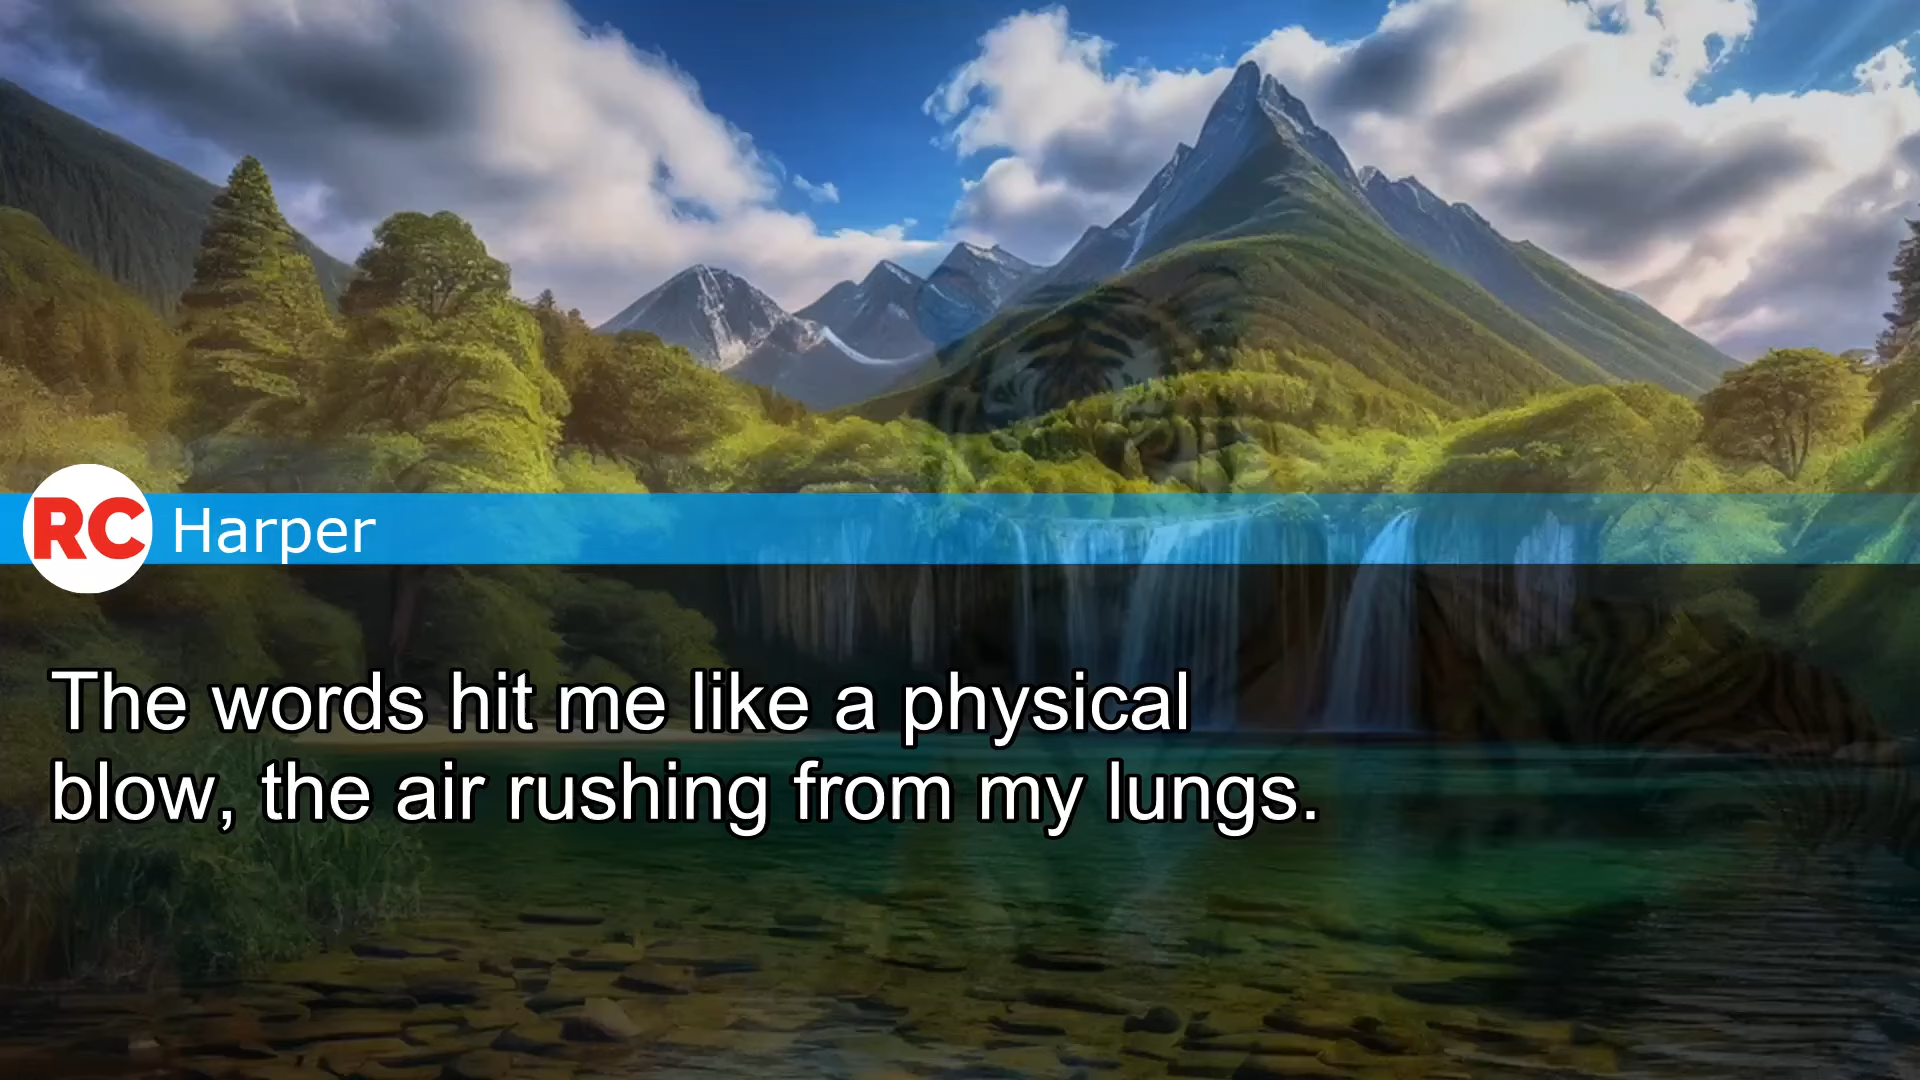 RC Harper
The words hit me like a physical
blow, the air rushing from my lungs.